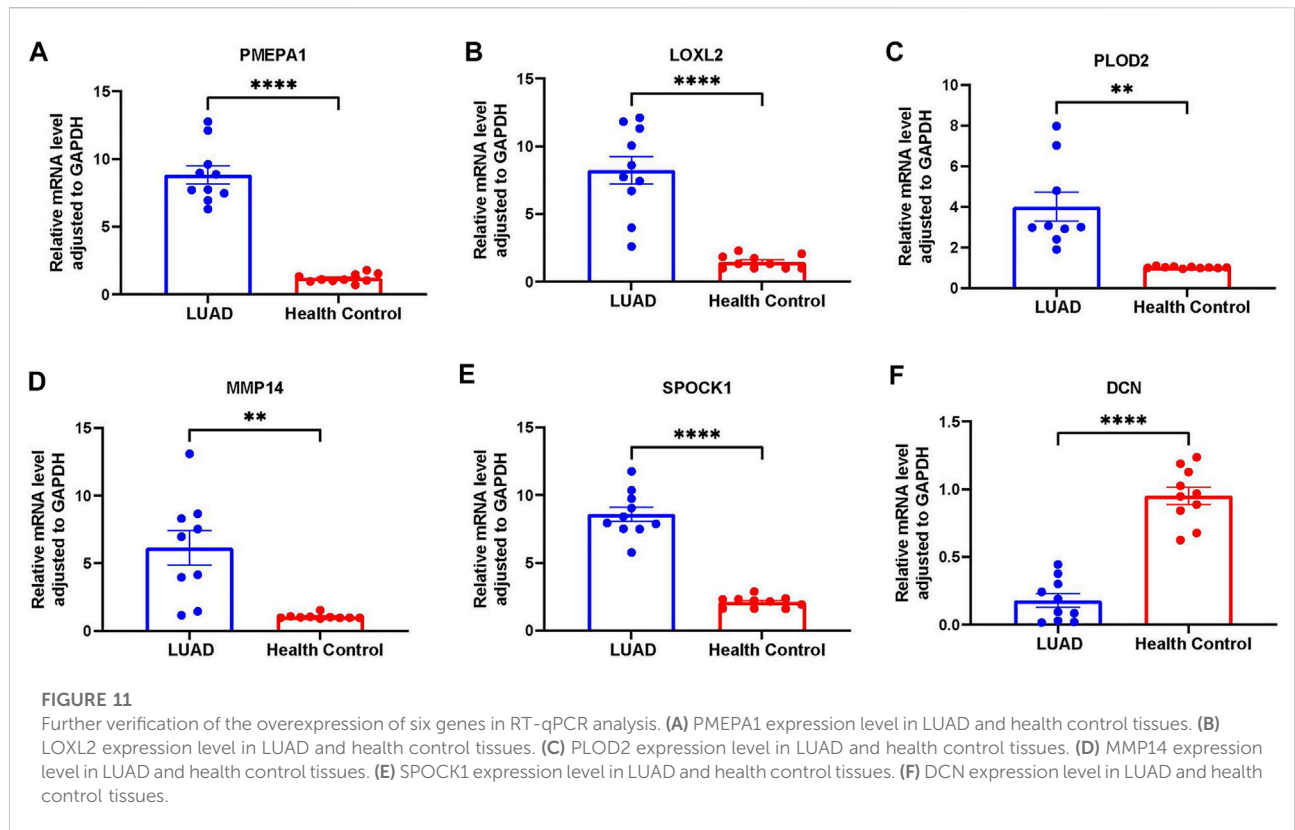 A
PMEPA1
****
Relative mRNA level
adjusted to GAPDH
15
10
5
0
LUAD
Health Control
B
LOXL2
****
Relative mRNA level
adjusted to GAPDH
15
10
5
0
LUAD
Health Control
C
PLOD2
**
Relative mRNA level
adjusted to GAPDH
10
8
6
4
2
0
LUAD
Health Control
D
MMP14
**
Relative mRNA level
adjusted to GAPDH
15
10
5
0
LUAD
Health Control
E
SPOCK1
****
Relative mRNA level
adjusted to GAPDH
15
10
5
0
LUAD
Health Control
F
DCN
****
Relative mRNA level
adjusted to GAPDH
1.5
1.0
0.5
0.0
LUAD
Health Control
FIGURE 11
Further verification of the overexpression of six genes in RT-qPCR analysis. (A) PMEPA1 expression level in LUAD and health control tissues. (B)
LOXL2 expression level in LUAD and health control tissues. (C) PLOD2 expression level in LUAD and health control tissues. (D) MMP14 expression
level in LUAD and health control tissues. (E) SPOCK1 expression level in LUAD and health control tissues. (F) DCN expression level in LUAD and health
control tissues.